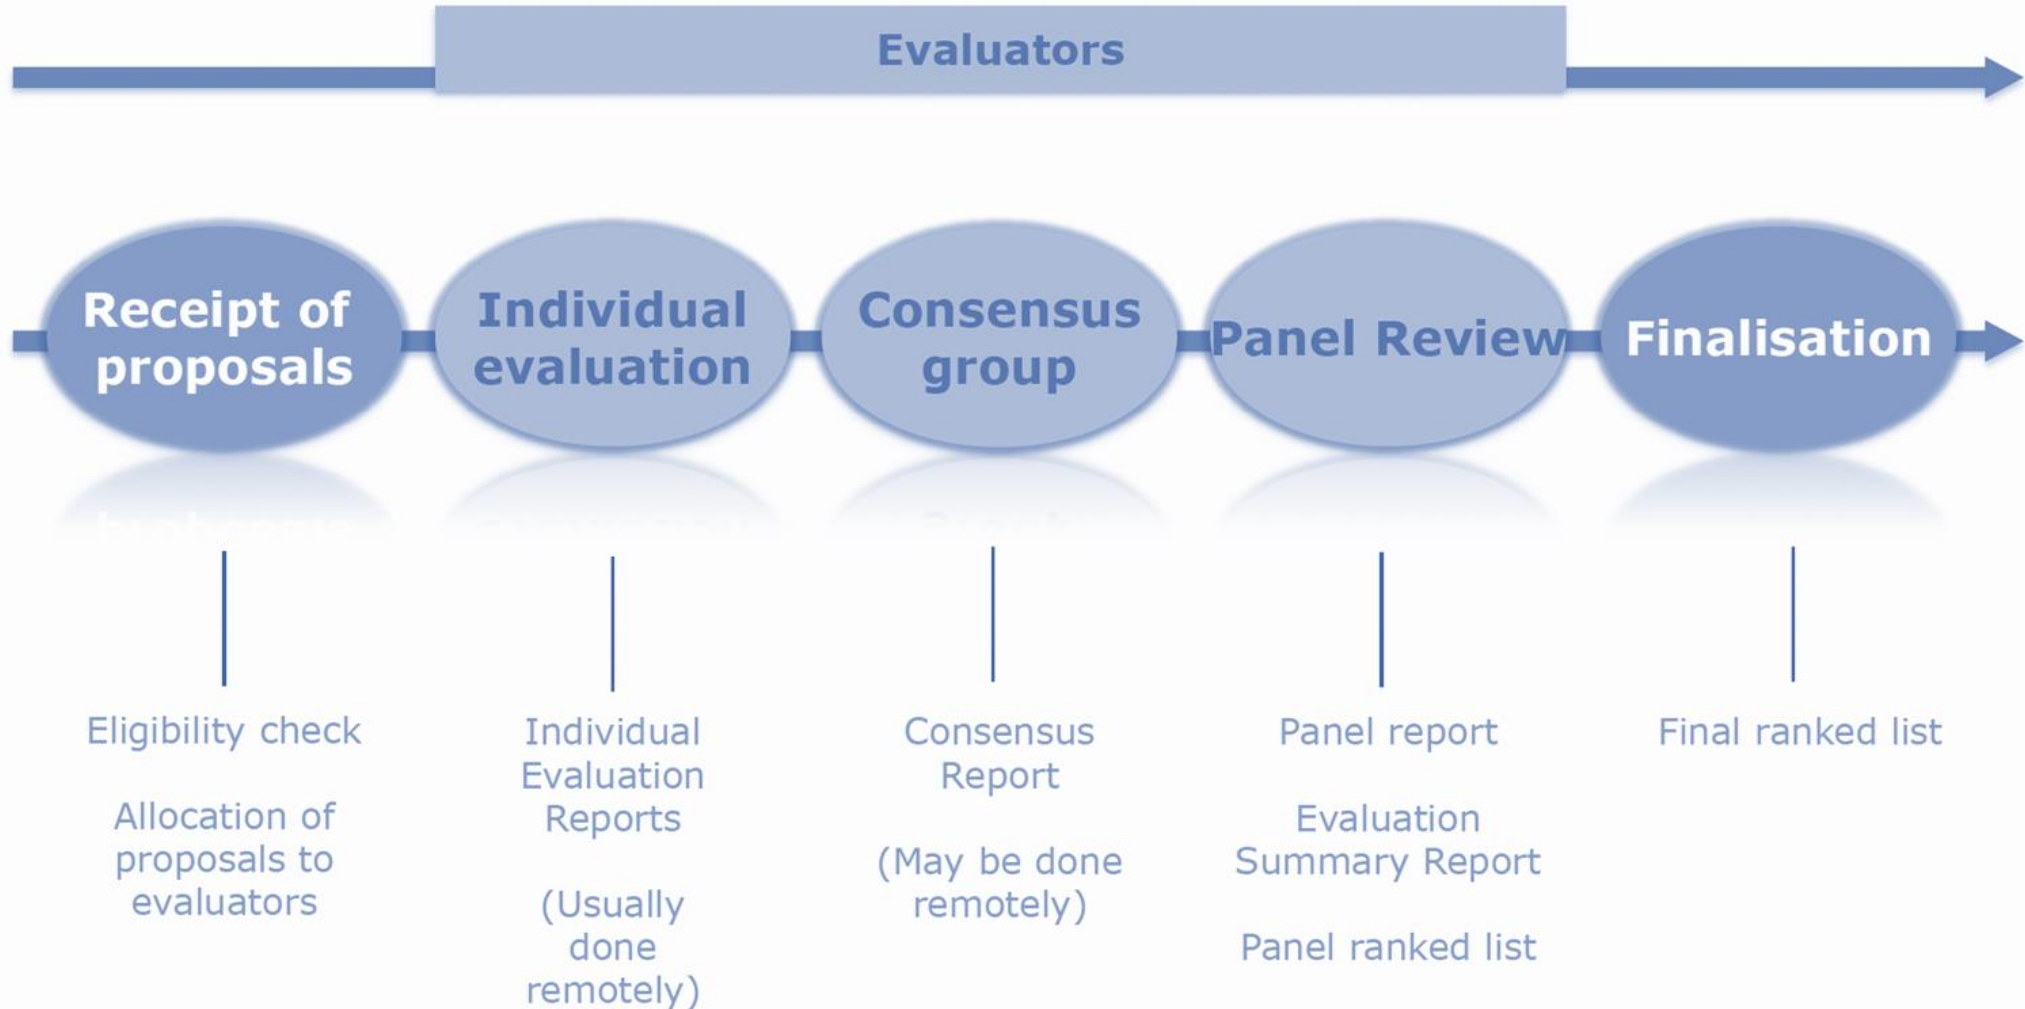 Evaluators
Receipt of
proposals
Individual
evaluation
Consensus
group
Panel Review
Finalisation
Eligibility check
Allocation of
proposals to
evaluators
Individual
Evaluation
Reports
(Usually
done
remotely)
Consensus
Report
(May be done
remotely)
Panel report
Evaluation
Summary Report
Panel ranked list
Final ranked list